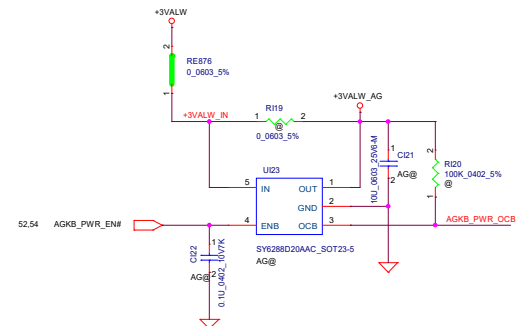 +3VALW
2
RE876
0_0603_5%
1
+3VALW_AG
+3VALW_IN
1
RI19
2
@
0_0603_5%
UI23
5
IN
OUT
1
GND
2
4
ENB
OCB
3
SY6288D20AAC_SOT23-5
AG@
10U_0603_25V6-M
1
CI21
2
AG@
2
RI20
100K_0402_5%
@
1
AGKB_PWR_OCB
52,54
AGKB_PWR_EN#
1
CI22
AG@
2
0.1U_0402_10V7K